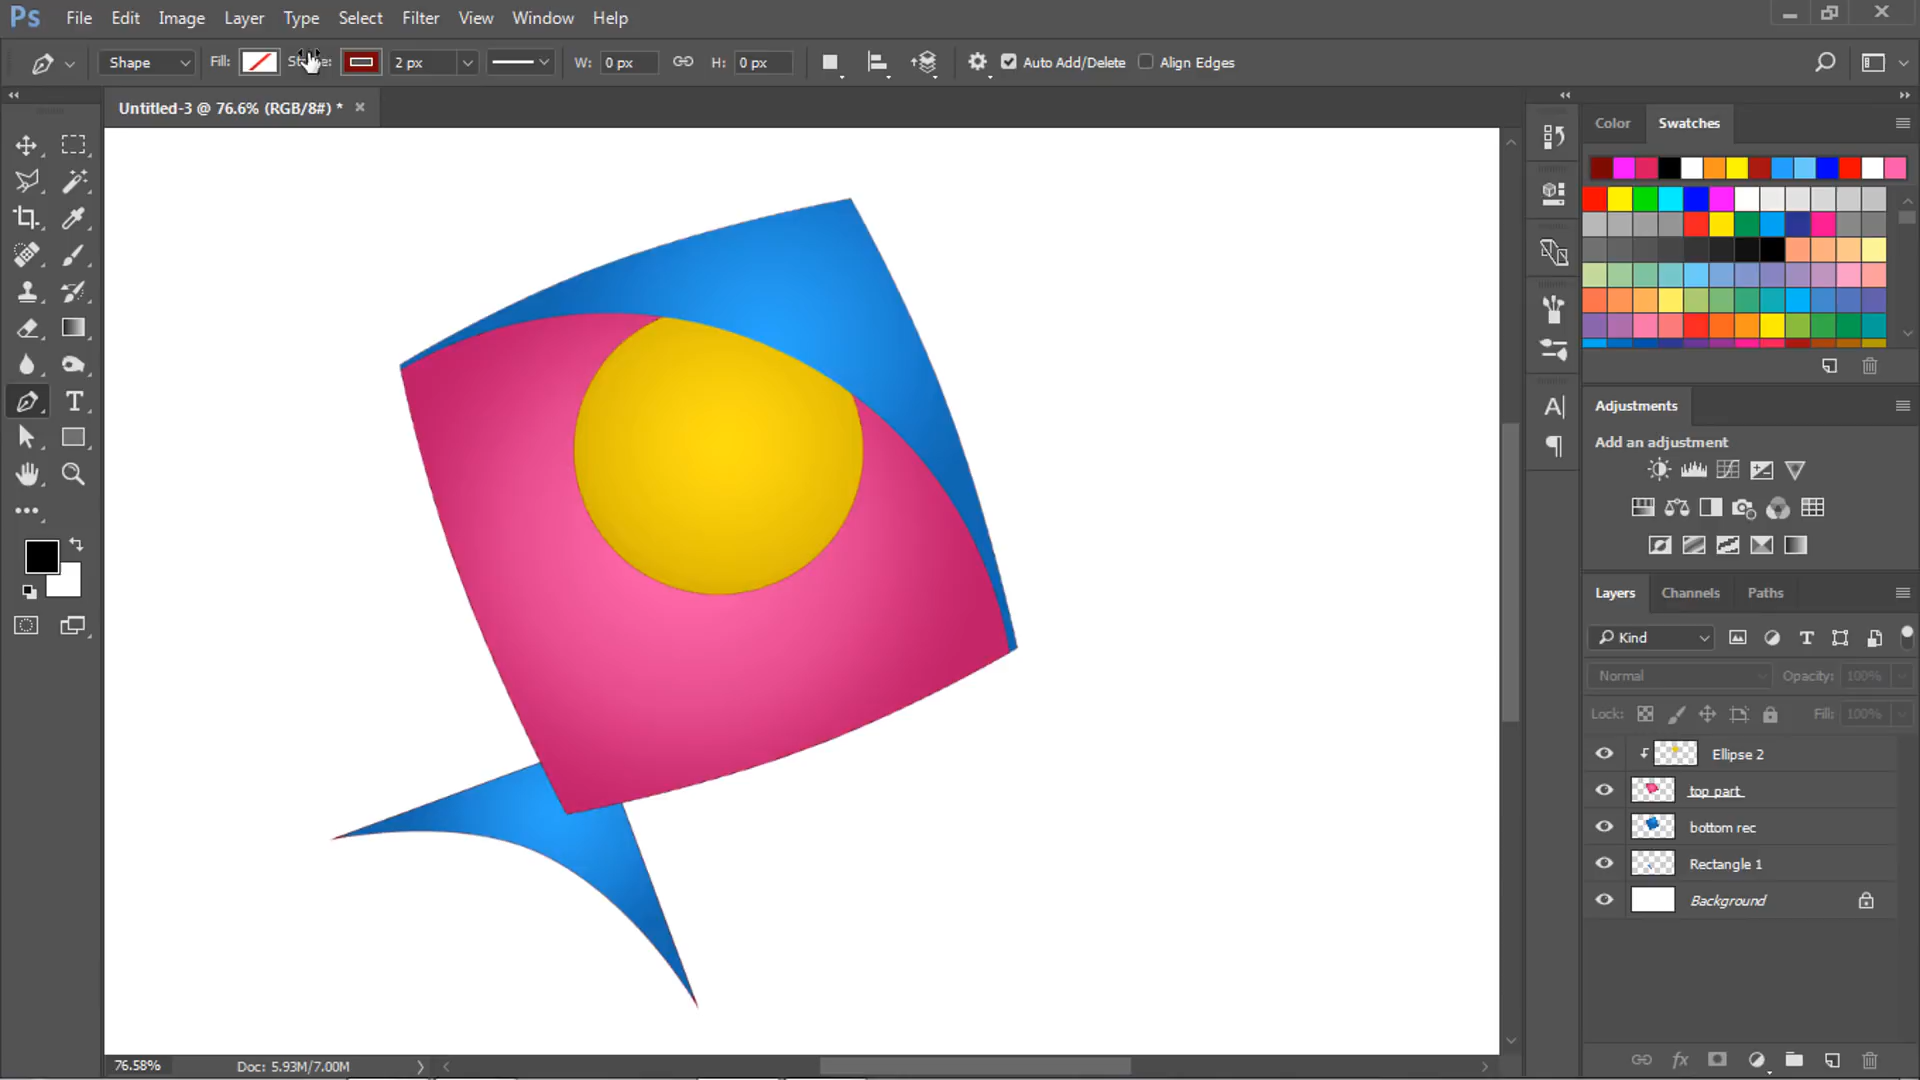 Ps File Edit Image Layer Type Select Filter View Window Help
Shape Fill: 2 px W: 0 px H: 0 px Auto Add/Delete Align Edges
Untitled-3 @ 76.6% (RGB/8#) *
Color Swatches
Adjustments
Add an adjustment
Layers Channels Paths
Kind
Normal Opacity: 100%
Lock: Fill: 100%
Ellipse 2
top part
bottom rec
Rectangle 1
Background
76.58% Doc: 5.93M/7.00M